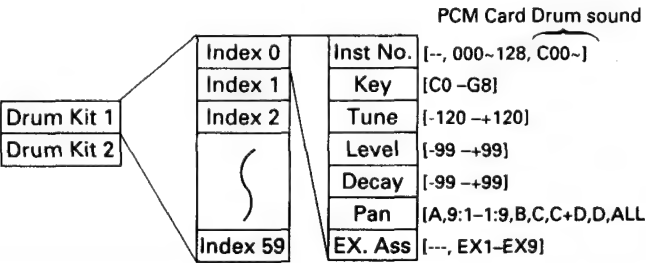 PCM Card Drum sound
Index 0 Inst No. [--, 000~128, C00~]
Index 1 Key [C0 –G8]
Drum Kit 1 Index 2 Tune [-120 –+120]
Drum Kit 2 Level [-99 –+99]
Decay [-99 –+99]
Pan [A,9:1–1:9,B,C,C+D,D,ALL
Index 59 EX. Ass [---, EX1–EX9]